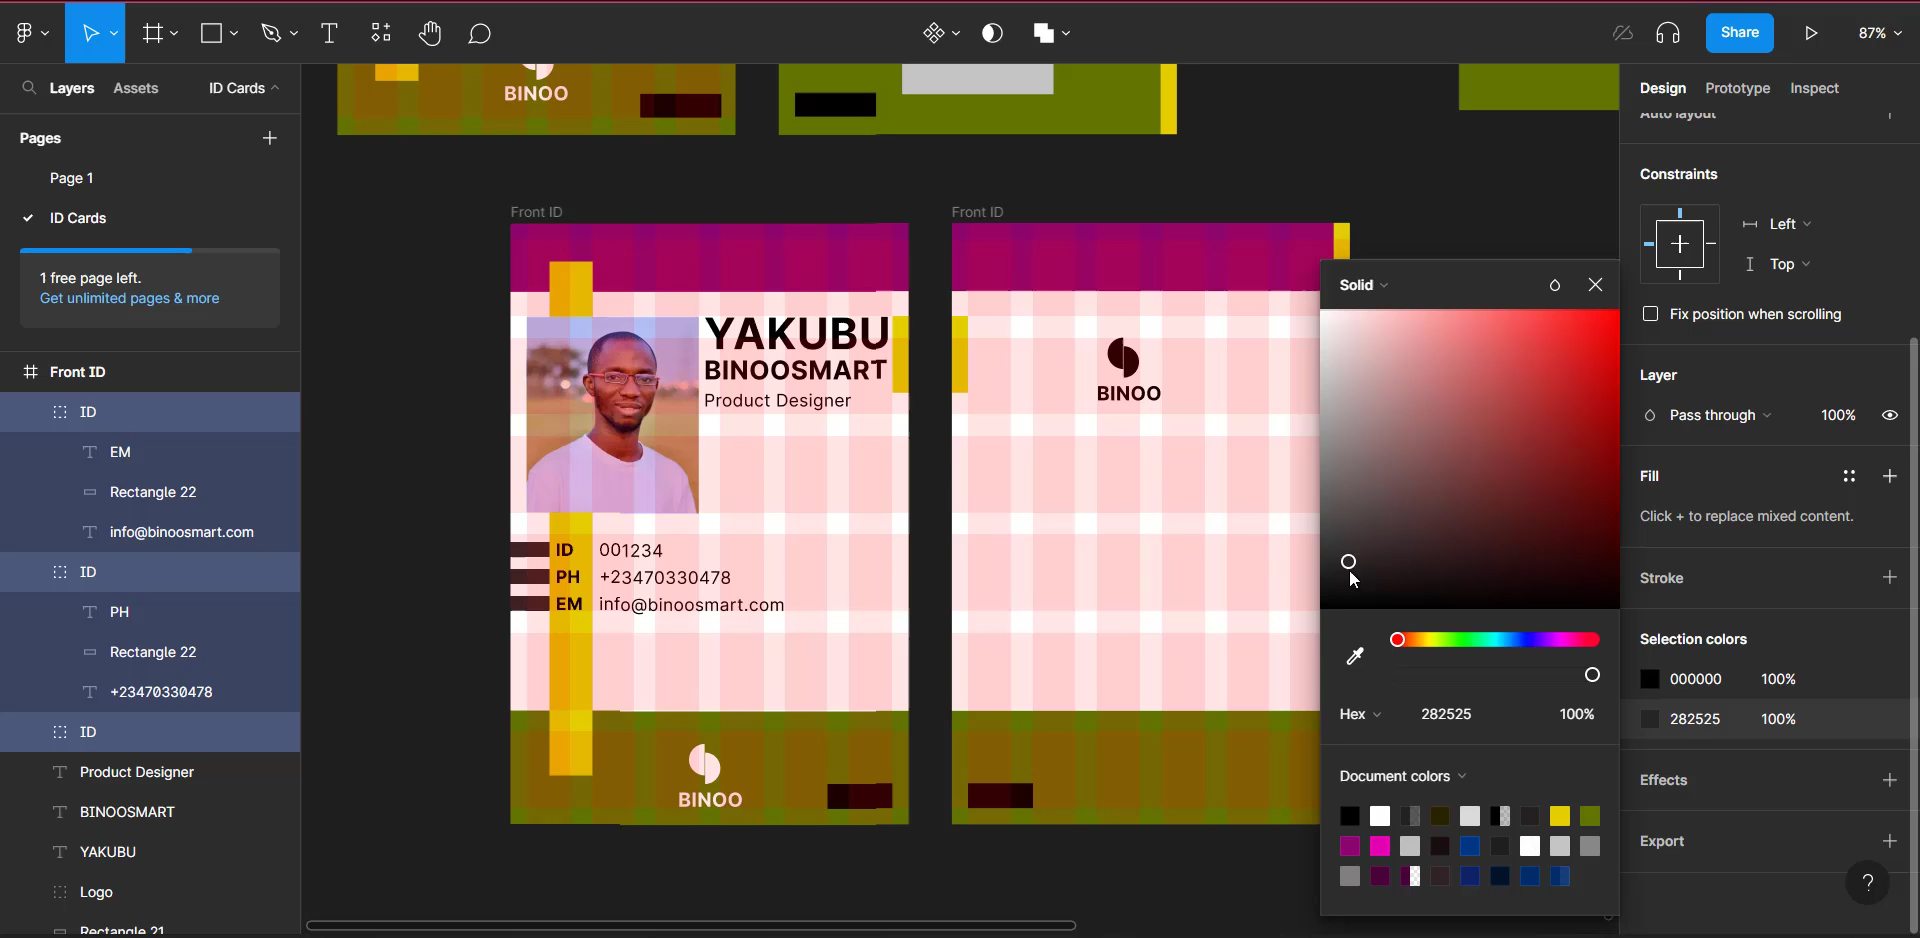 Share
87%
Layers
Assets
ID Cards
Design
Prototype
Inspect
Auto layout
Pages
Page 1
ID Cards
1 free page left.
Get unlimited pages & more
Front ID
ID
EM
Rectangle 22
info@binoosmart.com
ID
PH
Rectangle 22
+23470330478
ID
Product Designer
BINOOSMART
YAKUBU
Logo
Rectangle 21
BINOO
Front ID
YAKUBU
BINOOSMART
Product Designer
ID 001234
PH +23470330478
EM info@binoosmart.com
BINOO
Front ID
BINOO
Solid
Hex 282525 100%
Document colors
Constraints
Left
Top
Fix position when scrolling
Layer
Pass through 100%
Fill
Click + to replace mixed content.
Stroke
Selection colors
000000 100%
282525 100%
Effects
Export
?